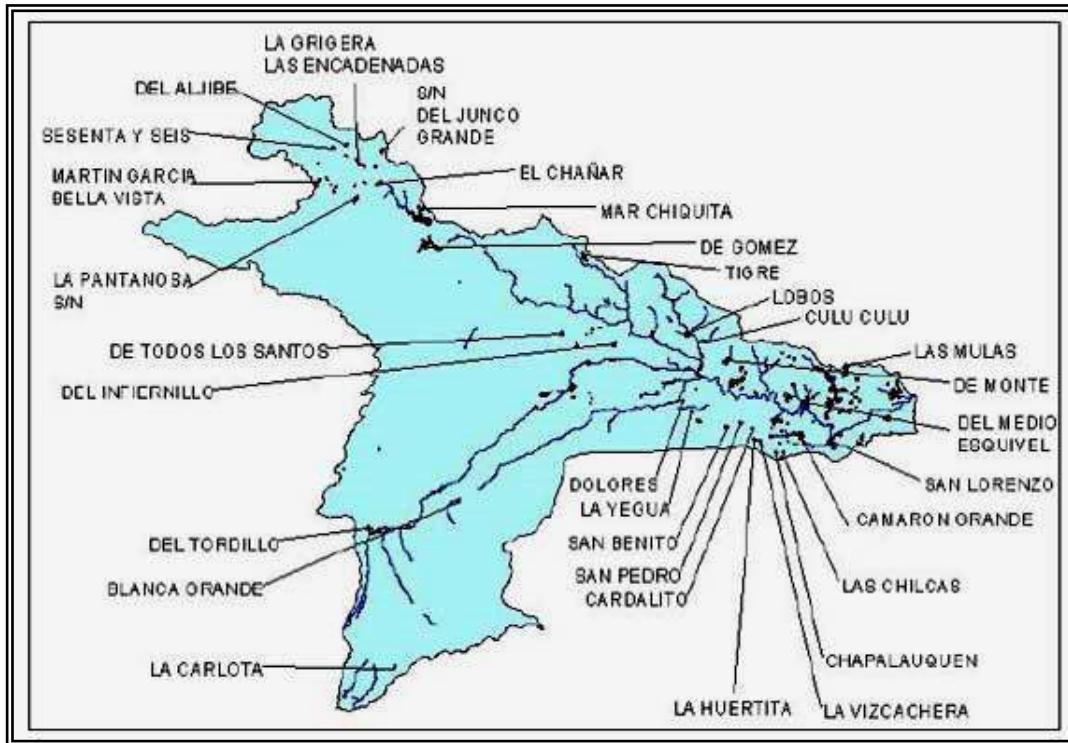 LA GRIGERA
LAS ENCADENADAS
DEL ALJIBE
S/N
DEL JUNCO
GRANDE
SESENTA Y SEIS
MARTIN GARCIA
BELLA VISTA
EL CHAÑAR
MAR CHIQUITA
DE GOMEZ
TIGRE
LA PANTANOSA
S/N
LOBOS
CULU CULU
DE TODOS LOS SANTOS
LAS MULAS
DEL INFIERNILLO
DE MONTE
DEL MEDIO
ESQUIVEL
DOLORES
LA YEGUA
SAN LORENZO
CAMARON GRANDE
DEL TORDILLO
SAN BENITO
BLANCA GRANDE
SAN PEDRO
CARDALITO
LAS CHILCAS
LA CARLOTA
CHAPALAUQUEN
LA HUERTITA
LA VIZCACHERA